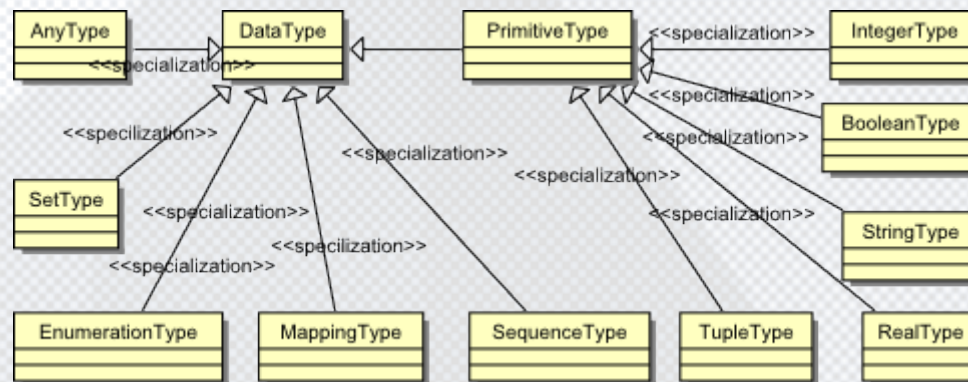 AnyType
DataType
PrimitiveType
IntegerType
<<specialization>>
<<specialization>>
<<specialization>>
BooleanType
<<specilization>>
<<specialization>>
<<specialization>>
<<specialization>>
SetType
<<specialization>>
<<specialization>>
StringType
<<specilization>>
<<specialization>>
EnumerationType
MappingType
SequenceType
TupleType
RealType